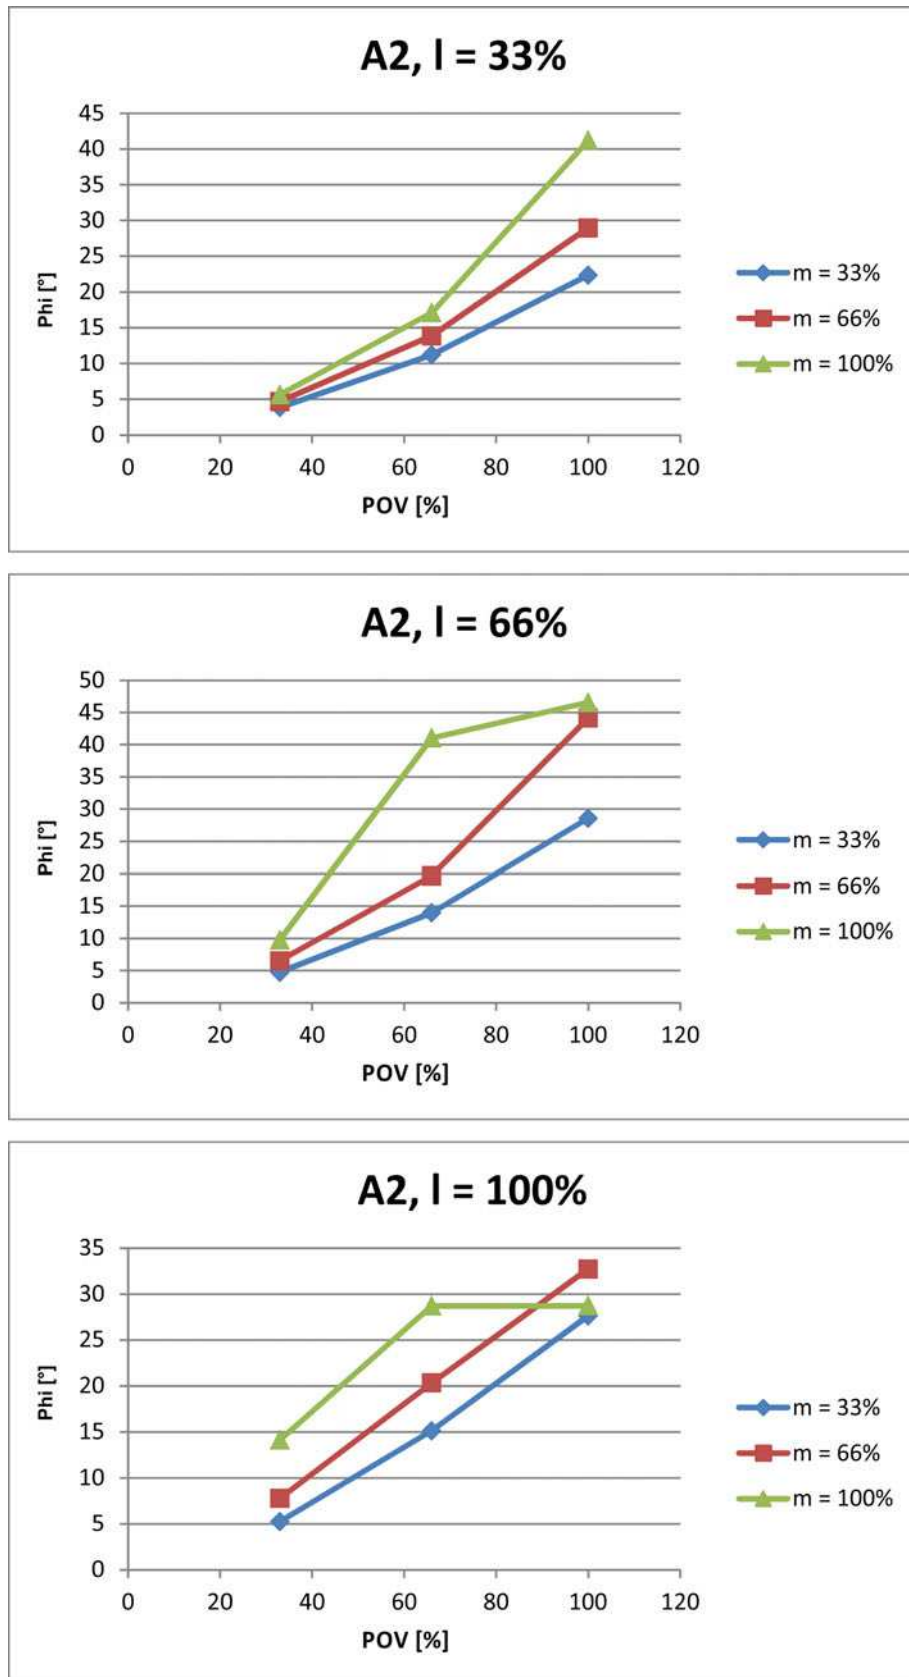 A2, l = 33%
45
40
35
30
25
20
15
10
5
0
Phi [°]
0 20 40 60 80 100 120
POV [%]
m = 33%
m = 66%
m = 100%
A2, l = 66%
50
45
40
35
30
25
20
15
10
5
0
Phi [°]
0 20 40 60 80 100 120
POV [%]
m = 33%
m = 66%
m = 100%
A2, l = 100%
35
30
25
20
15
10
5
0
Phi [°]
0 20 40 60 80 100 120
POV [%]
m = 33%
m = 66%
m = 100%